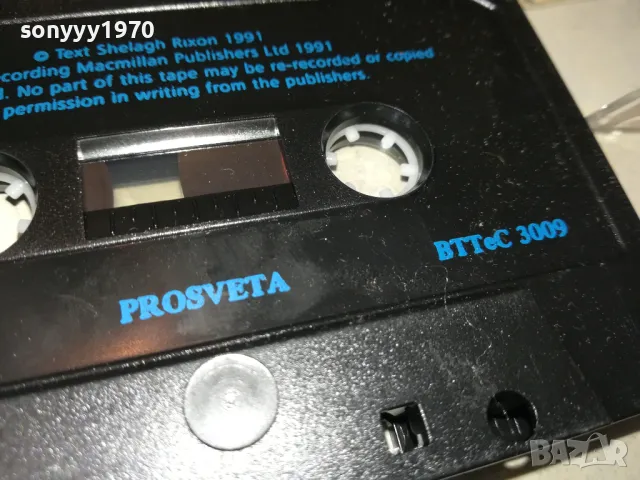 sonyyy1970
© Text Shelagh Rixon 1991
cording Macmillan Publishers Ltd 1991
. No part of this tape may be re-recorded or copied
permission in writing from the publishers.
BTTeC 3009
PROSVETA
BAZAR